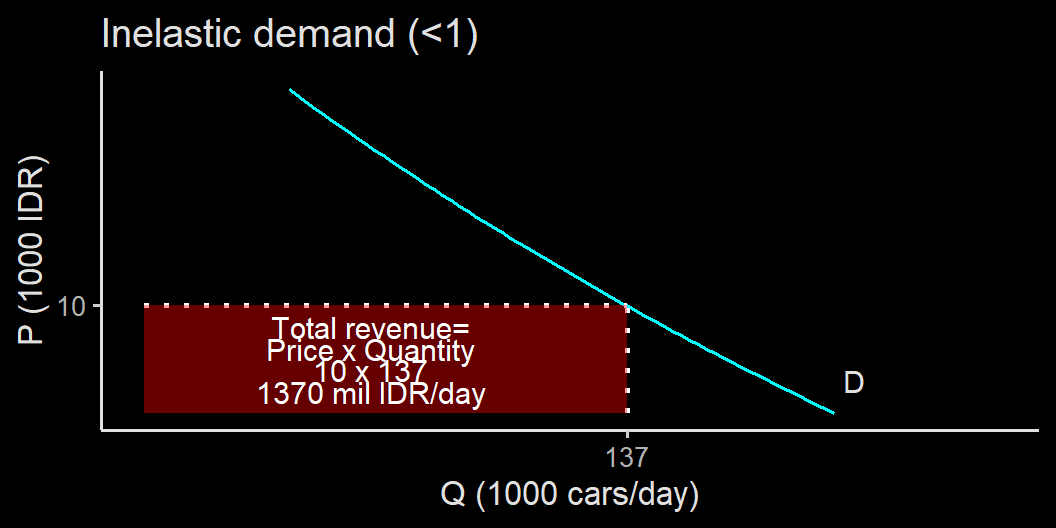 Inelastic demand (<1)
P (1000 IDR)
10
Total revenue=
Price x Quantity
10 x 137
1370 mil IDR/day
D
137
Q (1000 cars/day)